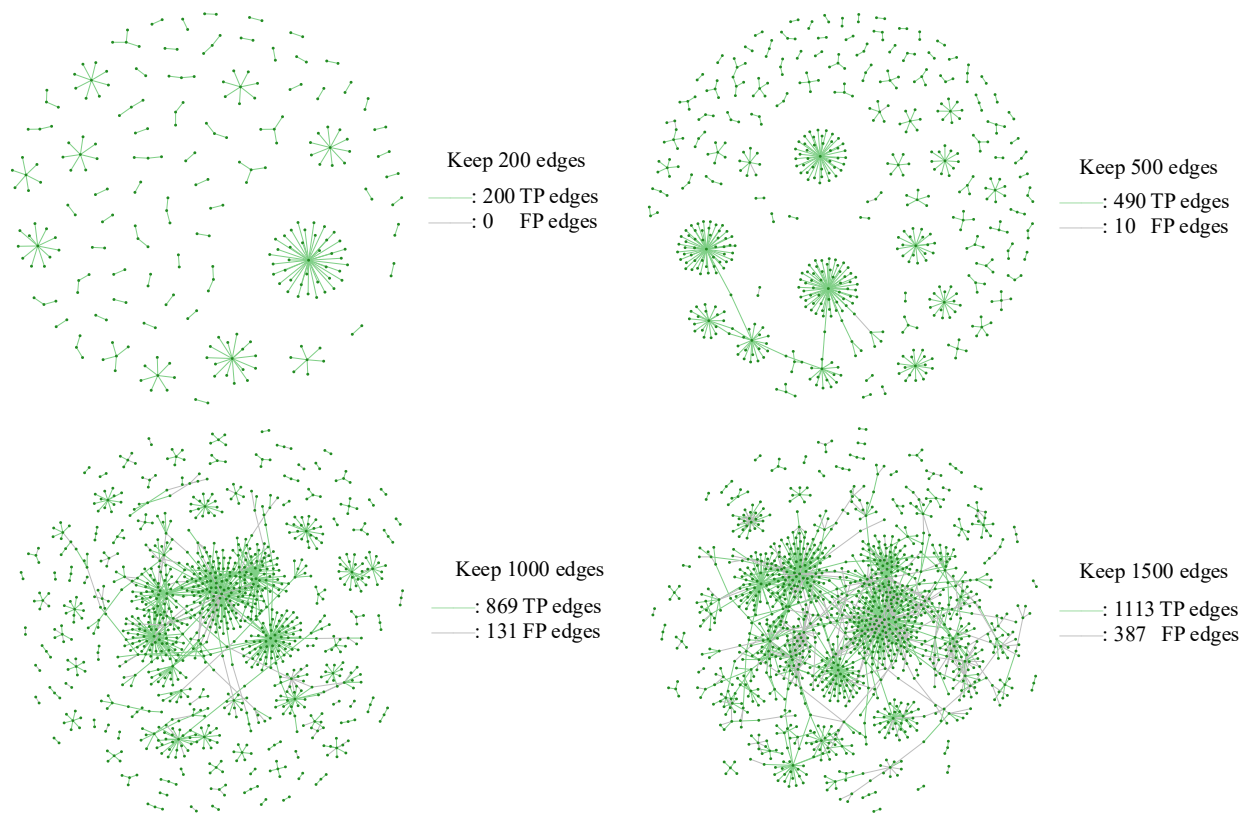 Keep 200 edges
: 200 TP edges
: 0 FP edges
Keep 500 edges
: 490 TP edges
: 10 FP edges
Keep 1000 edges
: 869 TP edges
: 131 FP edges
Keep 1500 edges
: 1113 TP edges
: 387 FP edges